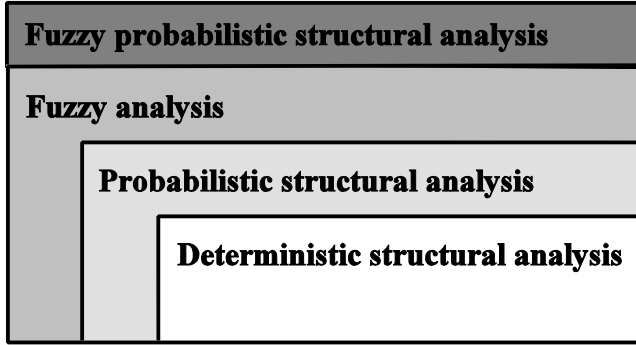 Fuzzy probabilistic structural analysis
Fuzzy analysis
Probabilistic structural analysis
Deterministic structural analysis